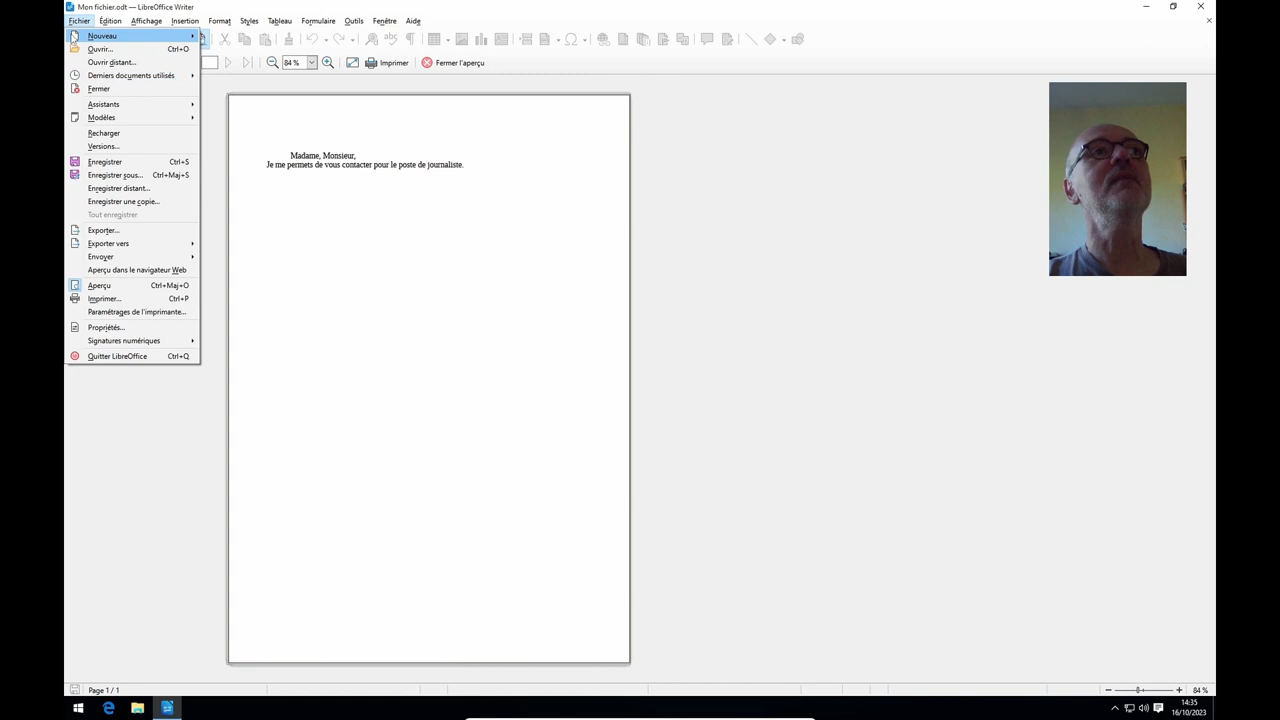 Mon fichier.odt — LibreOffice Writer
Fichier Édition Affichage Insertion Format Styles Tableau Formulaire Outils Fenêtre Aide
Nouveau
Ouvrir... Ctrl+O
84 % Imprimer Fermer l'aperçu
Ouvrir distant...
Derniers documents utilisés
Fermer
Assistants
Modèles
Recharger
Versions...
Madame, Monsieur,
Je me permets de vous contacter pour le poste de journaliste.
Enregistrer Ctrl+S
Enregistrer sous... Ctrl+Maj+S
Enregistrer distant...
Enregistrer une copie...
Tout enregistrer
Exporter...
Exporter vers
Envoyer
Aperçu dans le navigateur Web
Aperçu Ctrl+Maj+O
Imprimer... Ctrl+P
Paramétrages de l'imprimante...
Propriétés...
Signatures numériques
Quitter LibreOffice Ctrl+Q
Page 1 / 1
84 %
14:35
16/10/2023